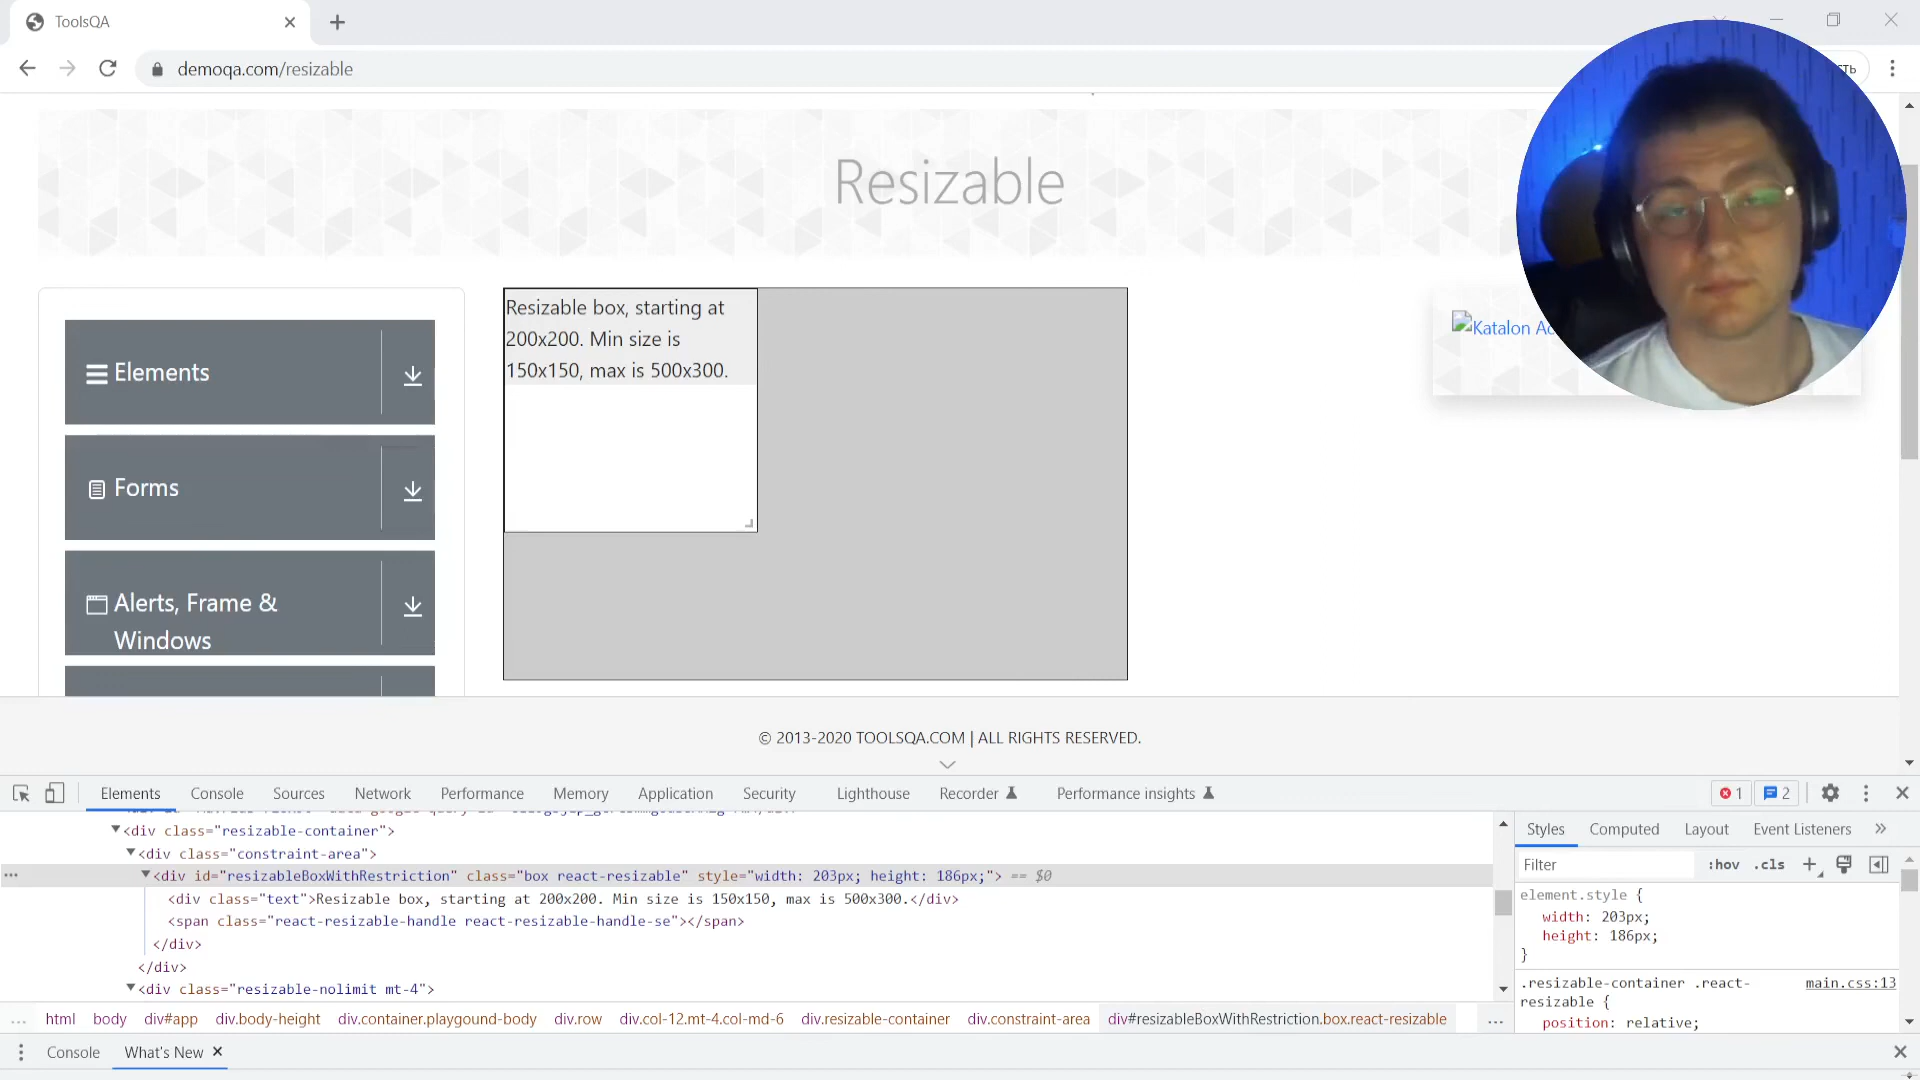 ToolsQA
demoqa.com/resizable
ть
Resizable
Elements
Forms
Alerts, Frame &
Windows
Resizable box, starting at
200x200. Min size is
150x150, max is 500x300.
© 2013-2020 TOOLSQA.COM | ALL RIGHTS RESERVED.
Elements Console Sources Network Performance Memory Application Security Lighthouse Recorder Performance insights 1 2
<div class="resizable-container">
<div class="constraint-area">
<div id="resizableBoxWithRestriction" class="box react-resizable" style="width: 203px; height: 186px;"> == $0
<div class="text">Resizable box, starting at 200x200. Min size is 150x150, max is 500x300.</div>
<span class="react-resizable-handle react-resizable-handle-se"></span>
</div>
</div>
<div class="resizable-nolimit mt-4">
... html body div#app div.body-height div.container.playgound-body div.row div.col-12.mt-4.col-md-6 div.resizable-container div.constraint-area div#resizableBoxWithRestriction.box.react-resizable ...
Styles Computed Layout Event Listeners »
Filter :hov .cls +
element.style {
width: 203px;
height: 186px;
}
.resizable-container .react- main.css:13
resizable {
position: relative;
Console What's New